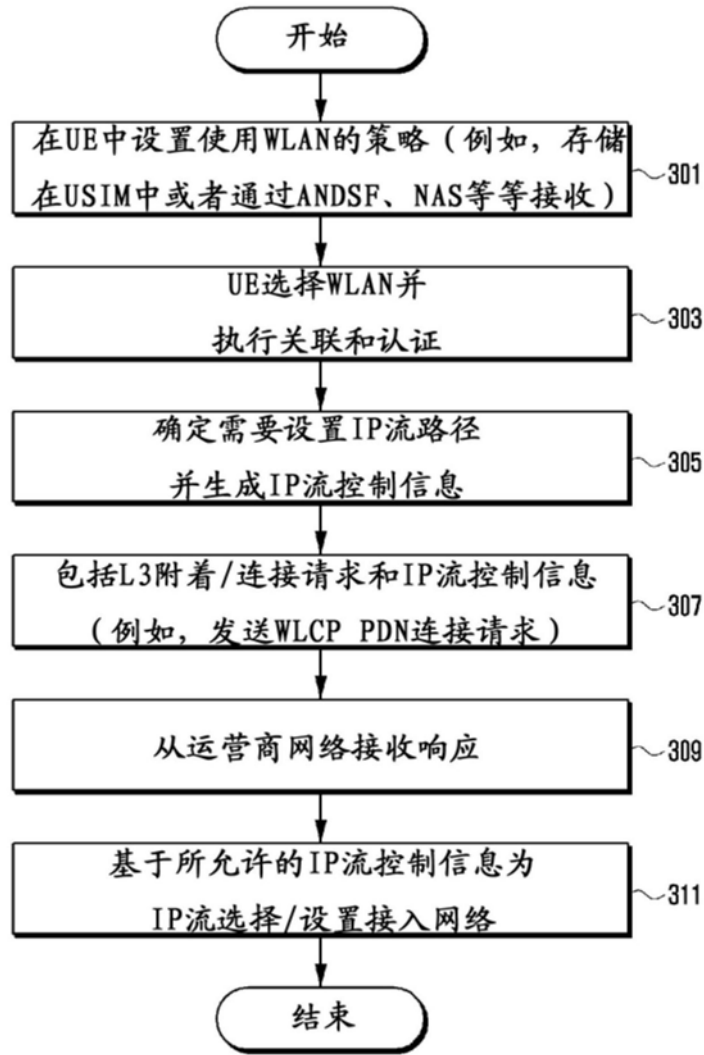 开始
在UE中设置使用WLAN的策略（例如，存储
在USIM中或者通过ANDSF、NAS等等接收）
301
UE选择WLAN并
执行关联和认证
303
确定需要设置IP流路径
并生成IP流控制信息
305
包括L3附着/连接请求和IP流控制信息
（例如，发送WLCP PDN连接请求）
307
从运营商网络接收响应
309
基于所允许的IP流控制信息为
IP流选择/设置接入网络
311
结束